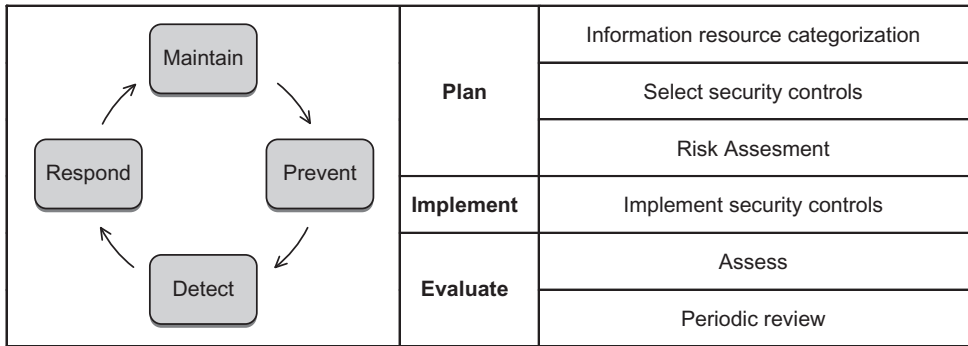 Maintain
Respond
Prevent
Detect
Plan
Information resource categorization
Select security controls
Risk Assesment
Implement
Implement security controls
Evaluate
Assess
Periodic review